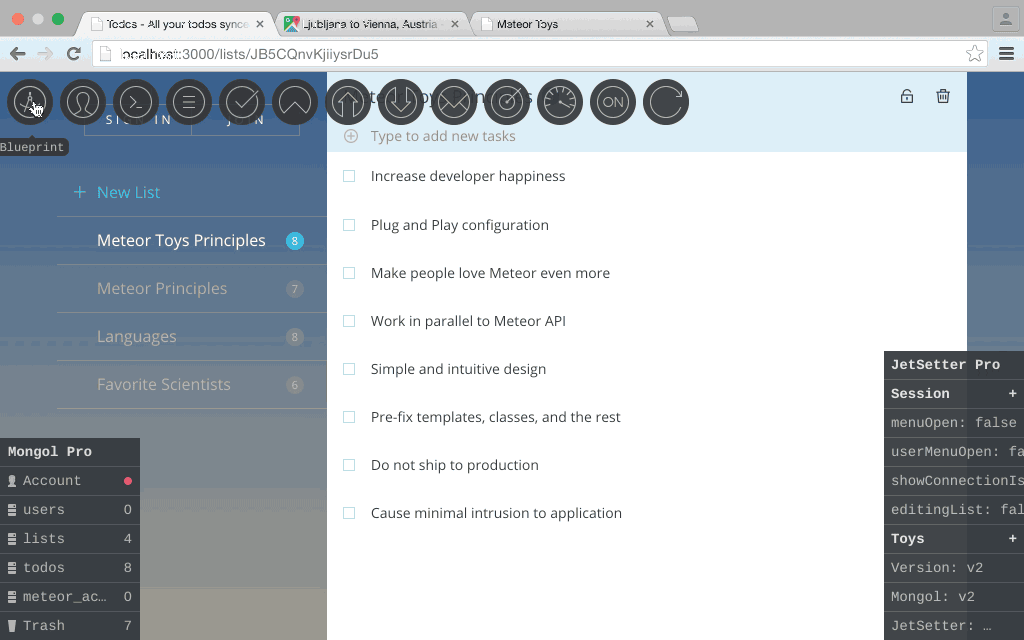 Todos - All your todos synce
Ljubljana to Vienna, Austria -
Meteor Toys
localhost:3000/lists/JB5CQnvKjiiysrDu5
ON
Blueprint
SIGN IN
JOIN
Type to add new tasks
New List
Meteor Toys Principles 8
Meteor Principles 7
Languages 8
Favorite Scientists 6
Increase developer happiness
Plug and Play configuration
Make people love Meteor even more
Work in parallel to Meteor API
Simple and intuitive design
Pre-fix templates, classes, and the rest
Do not ship to production
Cause minimal intrusion to application
Mongol Pro
Account
users 0
lists 4
todos 8
meteor_ac… 0
Trash 7
JetSetter Pro
Session +
menuOpen: false
userMenuOpen: fa
showConnectionIs
editingList: fal
Toys +
Version: v2
Mongol: v2
JetSetter: …